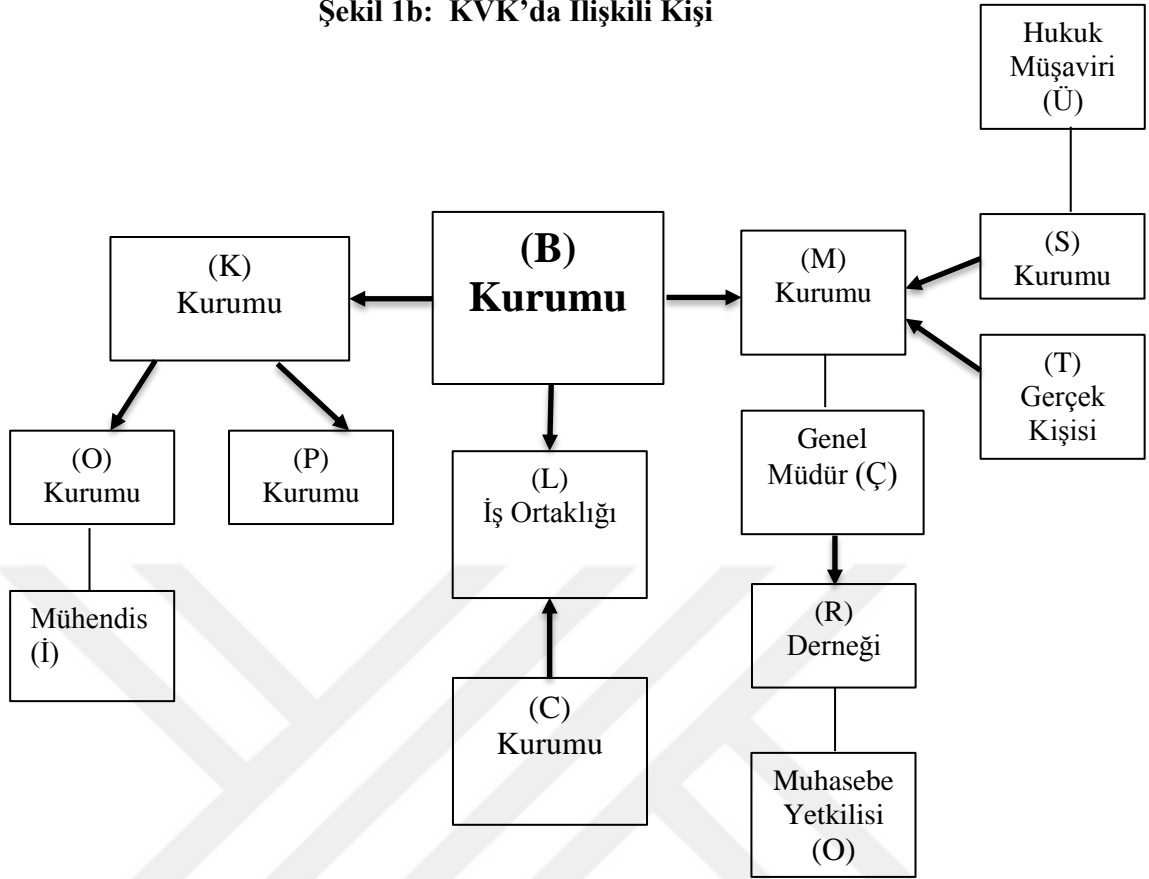 Şekil 1b: KVK’da İlişkili Kişi
Hukuk
Müşaviri
(Ü)
(K)
Kurumu
(B)
Kurumu
(M)
Kurumu
(S)
Kurumu
(T)
Gerçek
Kişisi
(O)
Kurumu
(P)
Kurumu
(L)
İş Ortaklığı
Genel
Müdür (Ç)
Mühendis
(İ)
(C)
Kurumu
(R)
Derneği
Muhasebe
Yetkilisi
(O)